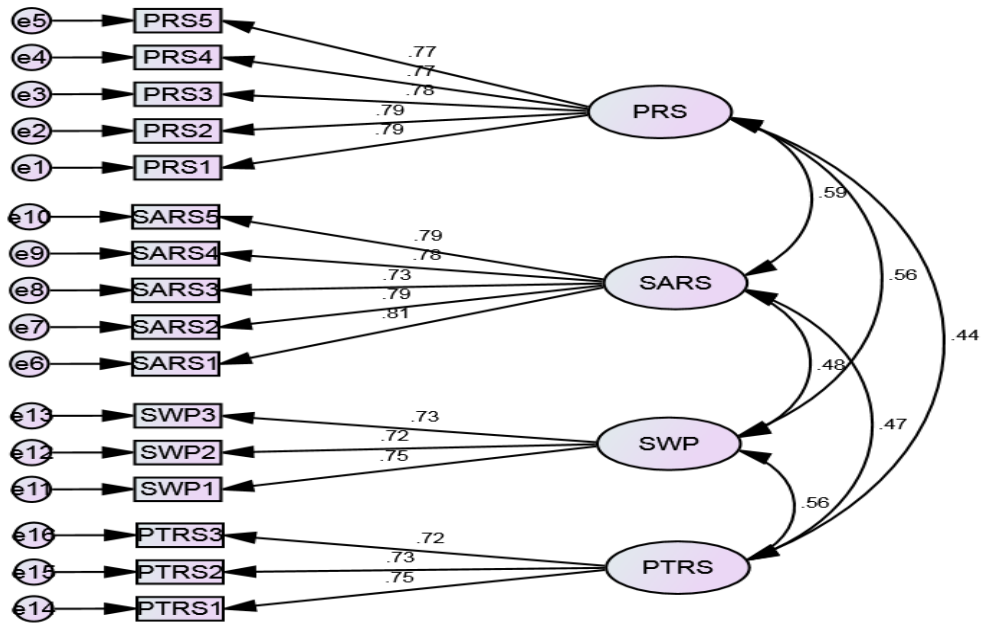 e5 PRS5
.77
e4 PRS4
.77
e3 PRS3
.78
PRS
e2 PRS2
.79
e1 PRS1
.79
.59
e10 SARS5
.79
e9 SARS4
.78
e8 SARS3
.73
SARS
.56
e7 SARS2
.79
e6 SARS1
.81
.44
.48
e13 SWP3
.73
e12 SWP2
.72
SWP
.47
e11 SWP1
.75
.56
e16 PTRS3
.72
e15 PTRS2
.73
PTRS
e14 PTRS1
.75